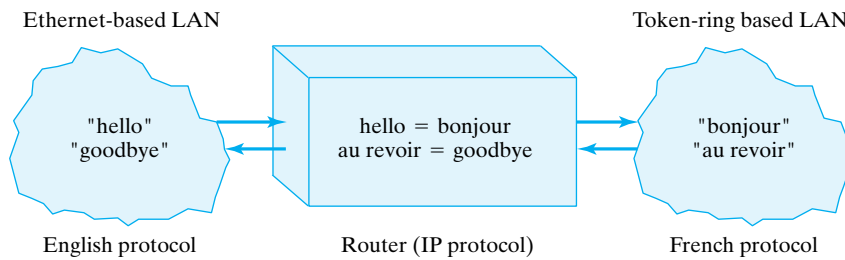 Ethernet-based LAN
Token-ring based LAN
"hello"
"goodbye"
hello = bonjour
au revoir = goodbye
"bonjour"
"au revoir"
English protocol
Router (IP protocol)
French protocol